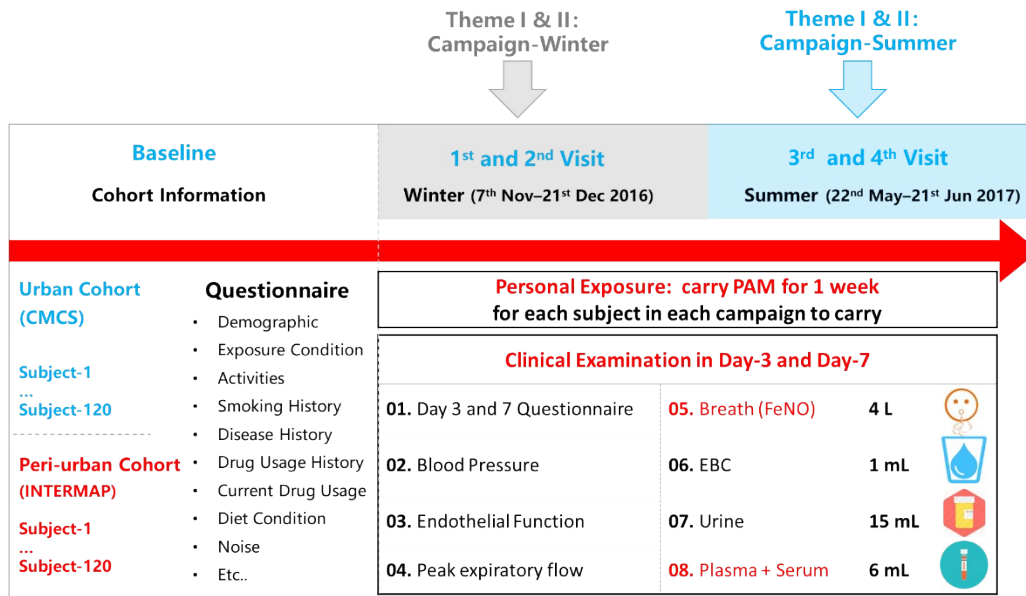 Theme I & II:
Campaign-Winter
Theme I & II:
Campaign-Summer
Baseline
Cohort Information
1st and 2nd Visit
Winter (7th Nov–21st Dec 2016)
3rd and 4th Visit
Summer (22nd May–21st Jun 2017)
Urban Cohort
(CMCS)
Subject-1
...
Subject-120
Peri-urban Cohort
(INTERMAP)
Subject-1
...
Subject-120
Questionnaire
• Demographic
• Exposure Condition
• Activities
• Smoking History
• Disease History
• Drug Usage History
• Current Drug Usage
• Diet Condition
• Noise
• Etc..
Personal Exposure: carry PAM for 1 week
for each subject in each campaign to carry
Clinical Examination in Day-3 and Day-7
01. Day 3 and 7 Questionnaire
02. Blood Pressure
03. Endothelial Function
04. Peak expiratory flow
05. Breath (FeNO) 4 L
06. EBC 1 mL
07. Urine 15 mL
08. Plasma + Serum 6 mL